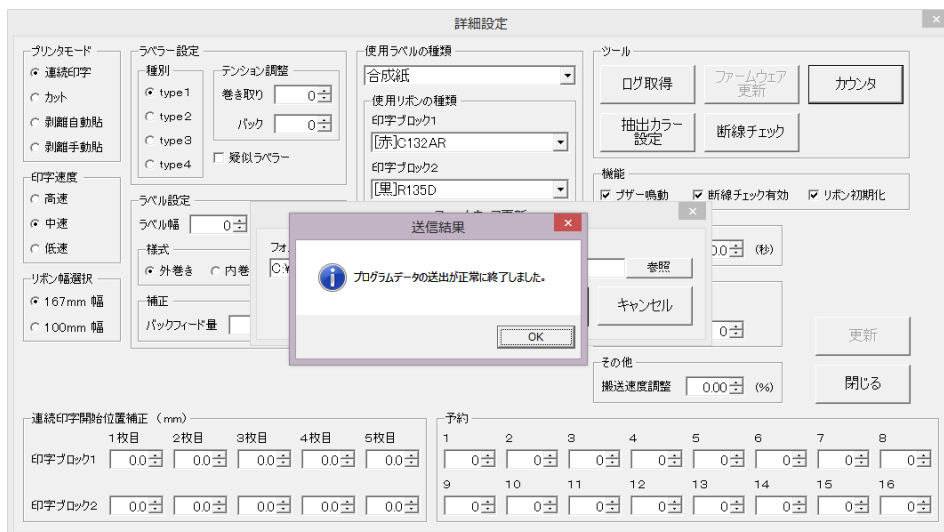 詳細設定
プリンタモード
連続印字
カット
剥離自動貼
剥離手動貼
印字速度
高速
中速
低速
リボン幅選択
167mm 幅
100mm 幅
ラベラー設定
種別
type1
type2
type3
type4
テンション調整
巻き取り 0
バック 0
疑似ラベラー
ラベル設定
ラベル幅 0
様式
外巻き 内巻
補正
バックフィード量
使用ラベルの種類
合成紙
使用リボンの種類
印字ブロック1
[赤]C132AR
印字ブロック2
[黒]R135D
ツール
ログ取得 ファームウェア更新 カウンタ
抽出カラー設定 断線チェック
機能
ブザー鳴動 断線チェック有効 リボン初期化
0.0 (秒)
0
C:¥
参照
キャンセル
送信結果
プログラムデータの送出が正常に終了しました。
OK
その他
搬送速度調整 0.00 (%)
更新
閉じる
連続印字開始位置補正 (mm)
1枚目 2枚目 3枚目 4枚目 5枚目
印字ブロック1 0.0 0.0 0.0 0.0 0.0
印字ブロック2 0.0 0.0 0.0 0.0 0.0
予約
1 2 3 4 5 6 7 8
0 0 0 0 0 0 0 0
9 10 11 12 13 14 15 16
0 0 0 0 0 0 0 0